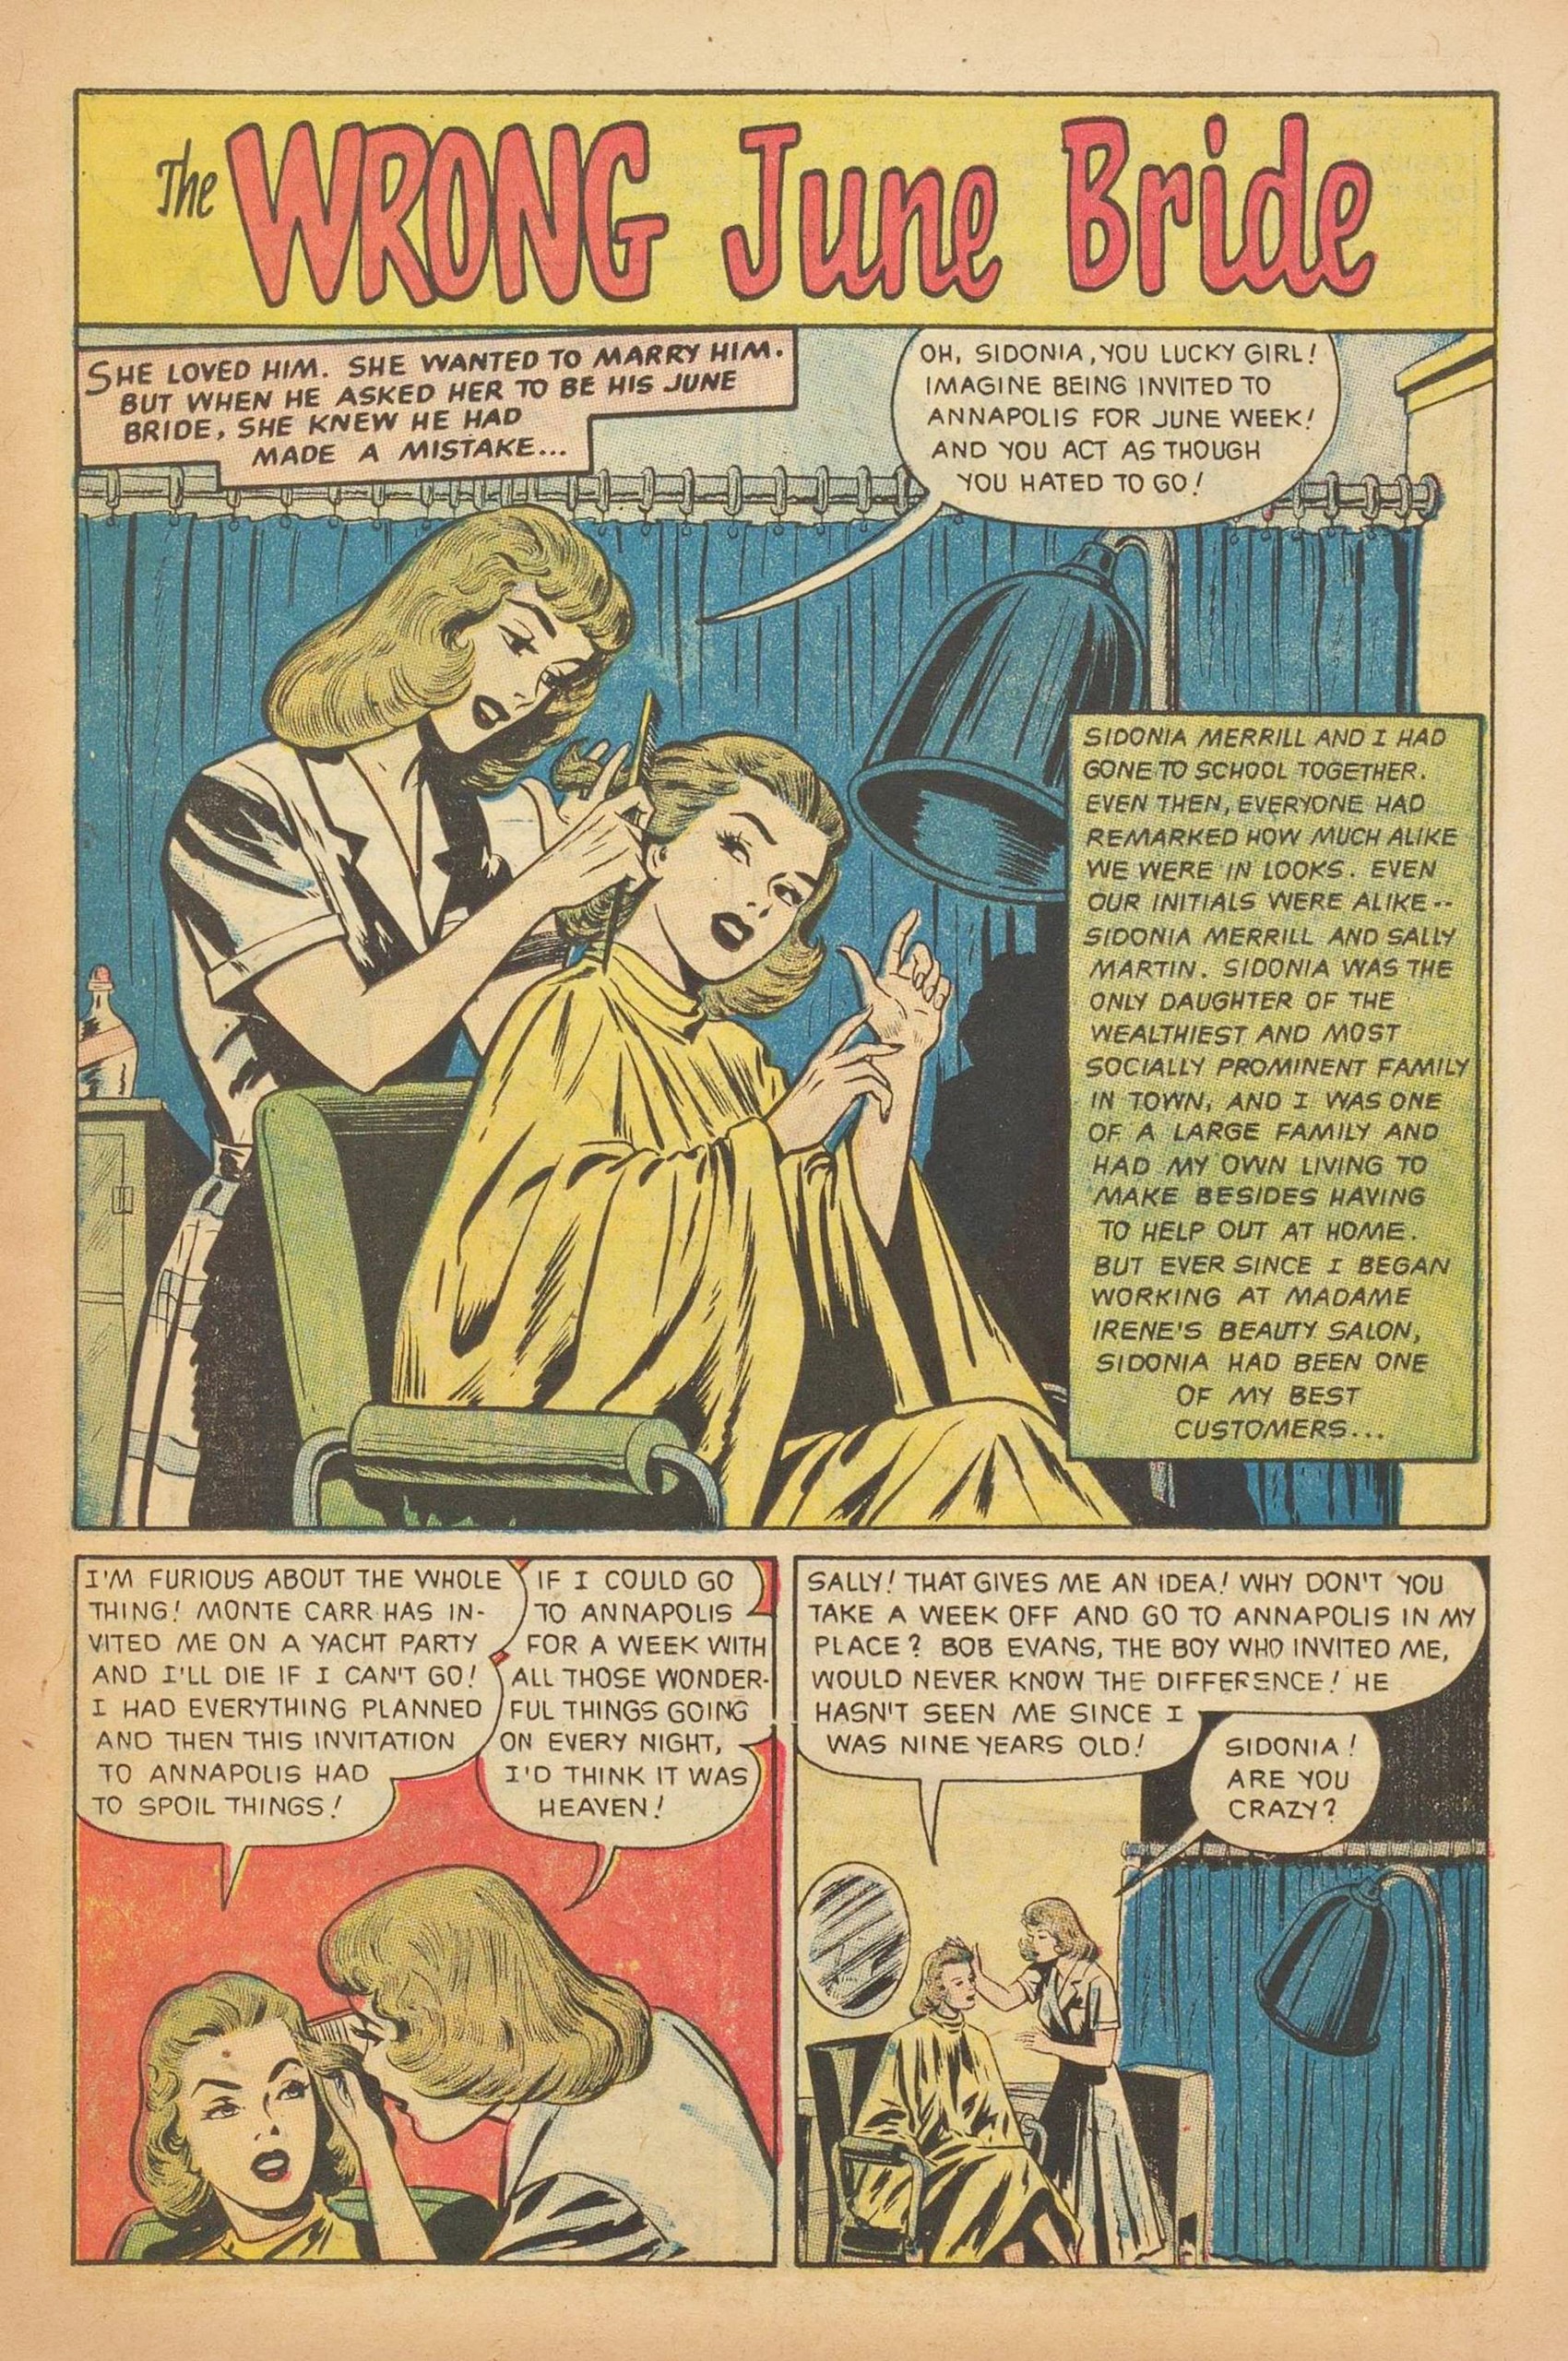 The WRONG June Bride
SHE LOVED HIM. SHE WANTED TO MARRY HIM.
BUT WHEN HE ASKED HER TO BE HIS JUNE
BRIDE, SHE KNEW HE HAD
MADE A MISTAKE...
OH, SIDONIA, YOU LUCKY GIRL!
IMAGINE BEING INVITED TO
ANNAPOLIS FOR JUNE WEEK!
AND YOU ACT AS THOUGH
YOU HATED TO GO!
SIDONIA MERRILL AND I HAD
GONE TO SCHOOL TOGETHER.
EVEN THEN, EVERYONE HAD
REMARKED HOW MUCH ALIKE
WE WERE IN LOOKS. EVEN
OUR INITIALS WERE ALIKE--
SIDONIA MERRILL AND SALLY
MARTIN. SIDONIA WAS THE
ONLY DAUGHTER OF THE
WEALTHIEST AND MOST
SOCIALLY PROMINENT FAMILY
IN TOWN, AND I WAS ONE
OF A LARGE FAMILY AND
HAD MY OWN LIVING TO
MAKE BESIDES HAVING
TO HELP OUT AT HOME.
BUT EVER SINCE I BEGAN
WORKING AT MADAME
IRENE'S BEAUTY SALON,
SIDONIA HAD BEEN ONE
OF MY BEST
CUSTOMERS...
I'M FURIOUS ABOUT THE WHOLE
THING! MONTE CARR HAS IN-
VITED ME ON A YACHT PARTY
AND I'LL DIE IF I CAN'T GO!
I HAD EVERYTHING PLANNED
AND THEN THIS INVITATION
TO ANNAPOLIS HAD
TO SPOIL THINGS!
IF I COULD GO
TO ANNAPOLIS
FOR A WEEK WITH
ALL THOSE WONDER-
FUL THINGS GOING
ON EVERY NIGHT,
I'D THINK IT WAS
HEAVEN!
SALLY! THAT GIVES ME AN IDEA! WHY DON'T YOU
TAKE A WEEK OFF AND GO TO ANNAPOLIS IN MY
PLACE? BOB EVANS, THE BOY WHO INVITED ME,
WOULD NEVER KNOW THE DIFFERENCE! HE
HASN'T SEEN ME SINCE I
WAS NINE YEARS OLD!
SIDONIA!
ARE YOU
CRAZY?